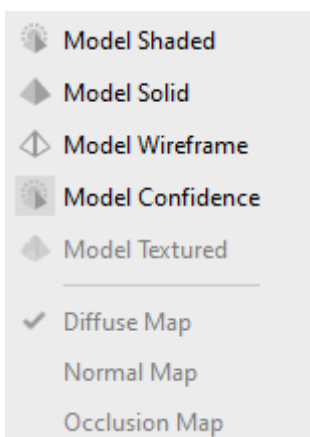 Model Shaded
Model Solid
Model Wireframe
Model Confidence
Model Textured
Diffuse Map
Normal Map
Occlusion Map